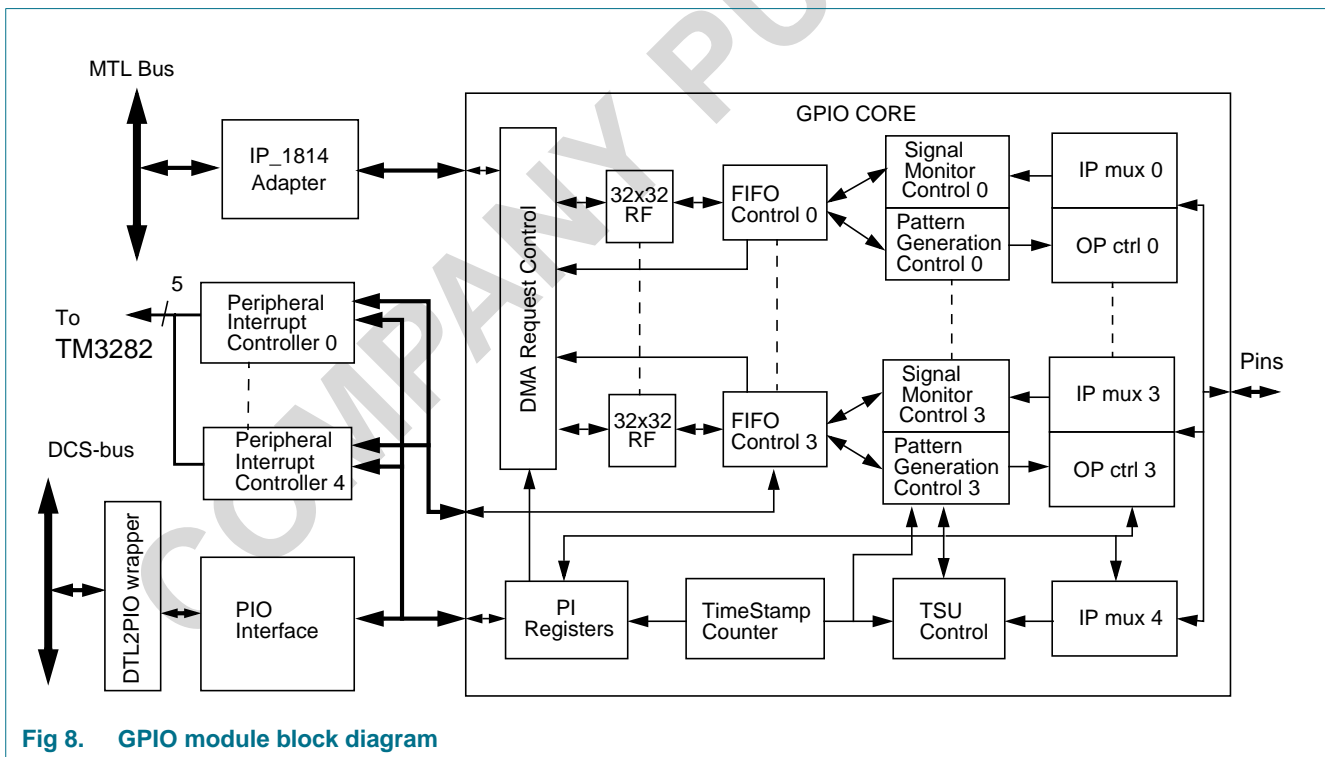 COMPANY PU
MTL Bus
IP_1814
Adapter
GPIO CORE
DMA Request Control
32x32
RF
FIFO
Control 0
Signal
Monitor
Control 0
Pattern
Generation
Control 0
IP mux 0
OP ctrl 0
5
To
TM3282
Peripheral
Interrupt
Controller 0
Peripheral
Interrupt
Controller 4
32x32
RF
FIFO
Control 3
Signal
Monitor
Control 3
Pattern
Generation
Control 3
IP mux 3
OP ctrl 3
Pins
DCS-bus
DTL2PIO wrapper
PIO
Interface
PI
Registers
TimeStamp
Counter
TSU
Control
IP mux 4
Fig 8. GPIO module block diagram